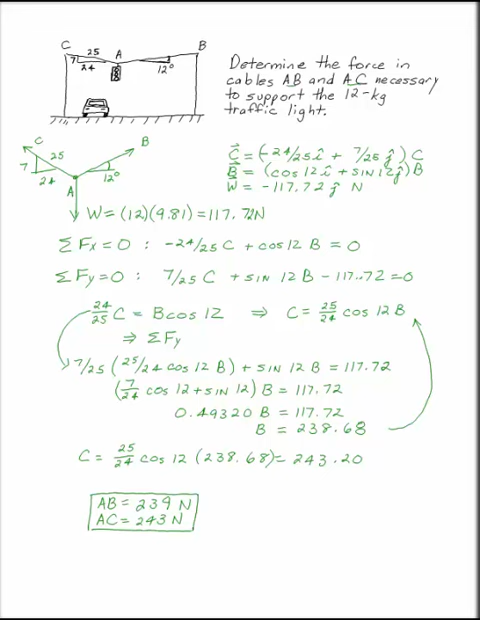 C
25
A
B
7
24
12°
Determine the force in
cables AB and AC necessary
to support the 12-kg
traffic light.
C
25
B
7
24
12°
A
C⃗ = (-24/25 î + 7/25 ĵ) C
B⃗ = (cos 12 î + SIN 12 ĵ) B
W⃗ = -117.72 ĵ N
W = (12)(9.81) = 117.72N
ΣFx = 0 : -24/25 C + cos 12 B = 0
ΣFy = 0 : 7/25 C + SIN 12 B - 117.72 = 0
24/25 C = B cos 12 ⇒ C = 25/24 cos 12 B
⇒ ΣFy
7/25 (25/24 cos 12 B) + SIN 12 B = 117.72
(7/24 cos 12 + SIN 12) B = 117.72
0.49320 B = 117.72
B = 238.68
C = 25/24 cos 12 (238.68) = 243.20
AB = 239 N
AC = 243 N